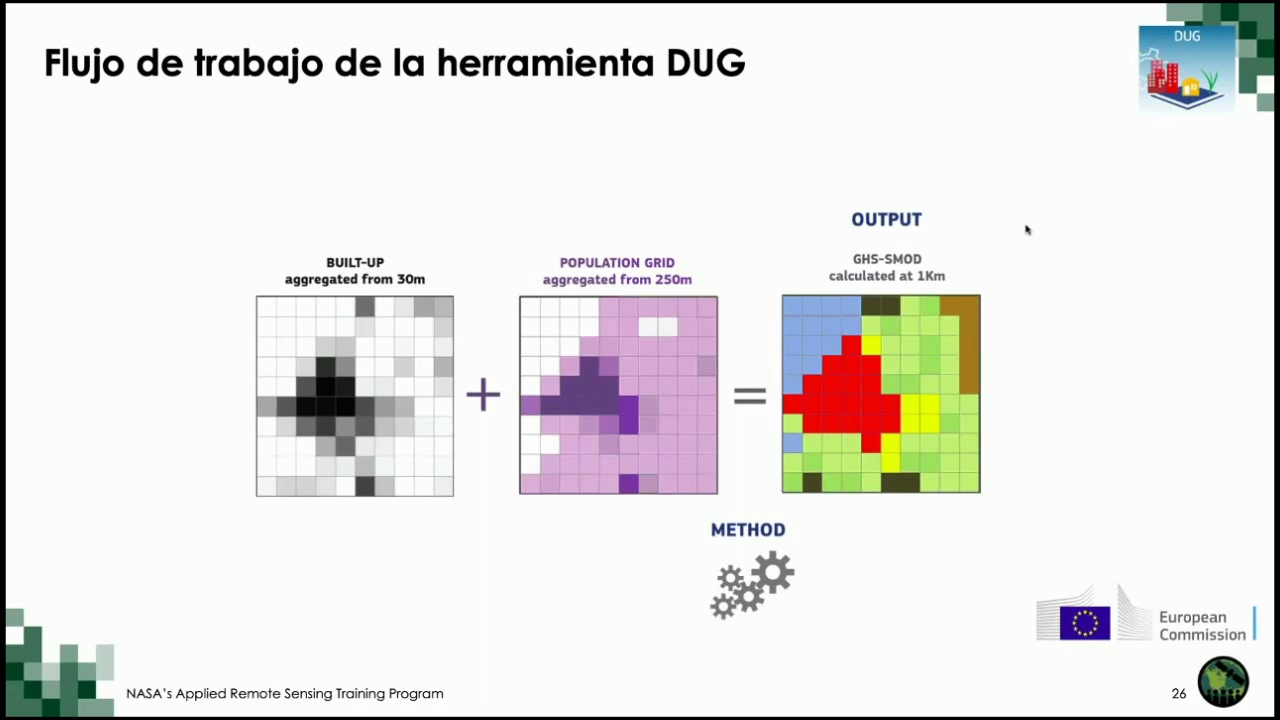 Flujo de trabajo de la herramienta DUG
DUG
OUTPUT
BUILT-UP
aggregated from 30m
POPULATION GRID
aggregated from 250m
GHS-SMOD
calculated at 1Km
+
=
METHOD
European
Commission
NASA's Applied Remote Sensing Training Program
26